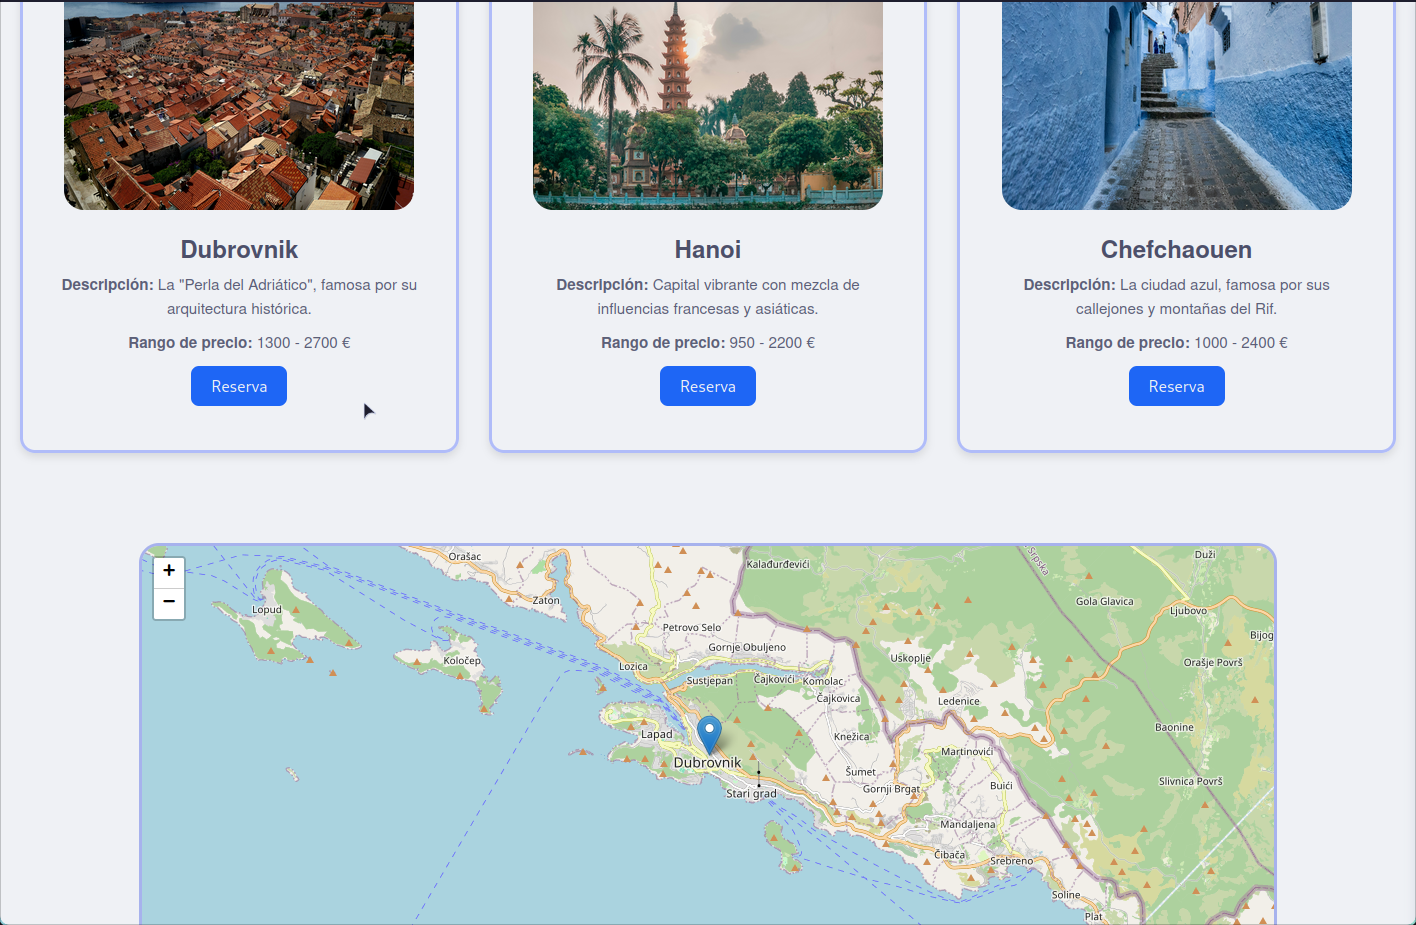 Dubrovnik
Descripción: La "Perla del Adriático", famosa por su
arquitectura histórica.
Rango de precio: 1300 - 2700 €
Reserva
Hanoi
Descripción: Capital vibrante con mezcla de
influencias francesas y asiáticas.
Rango de precio: 950 - 2200 €
Reserva
Chefchaouen
Descripción: La ciudad azul, famosa por sus
callejones y montañas del Rif.
Rango de precio: 1000 - 2400 €
Reserva
+
−
Orašac
Kalađurđevići
Srpska
Duži
Zaton
Lopud
Gola Glavica
Ljubovo
Petrovo Selo
Bijog
Gornje Obuljeno
Koločep
Lozica
Uskoplje
Orašje Površ
Sustjepan
Čajkovići
Komolac
Čajkovica
Ledenice
Baonine
Lapad
Knežica
Martinovići
Dubrovnik
Šumet
Slivnica Površ
Stari grad
Gornji Brgat
Buići
Mandaljena
Čibača
Srebreno
Soline
Plat